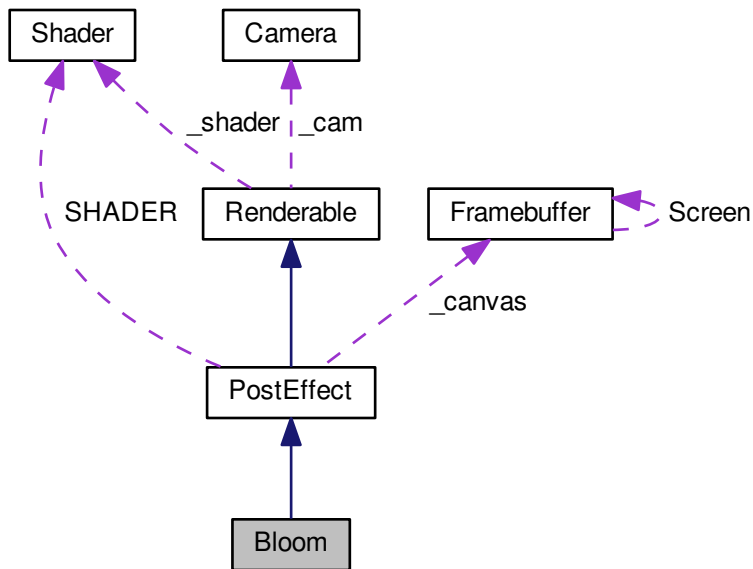 Shader
Camera
_shader
_cam
SHADER
Renderable
Framebuffer
Screen
_canvas
PostEffect
Bloom